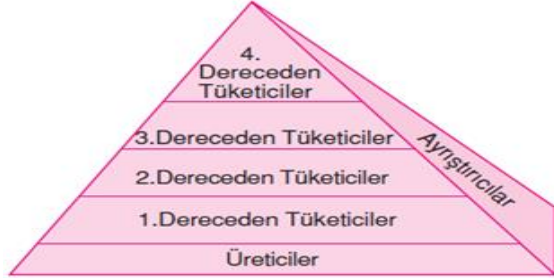 4.
Dereceden
Tüketiciler
3.Dereceden Tüketiciler
2.Dereceden Tüketiciler
1.Dereceden Tüketiciler
Üreticiler
Ayrıştırıcılar